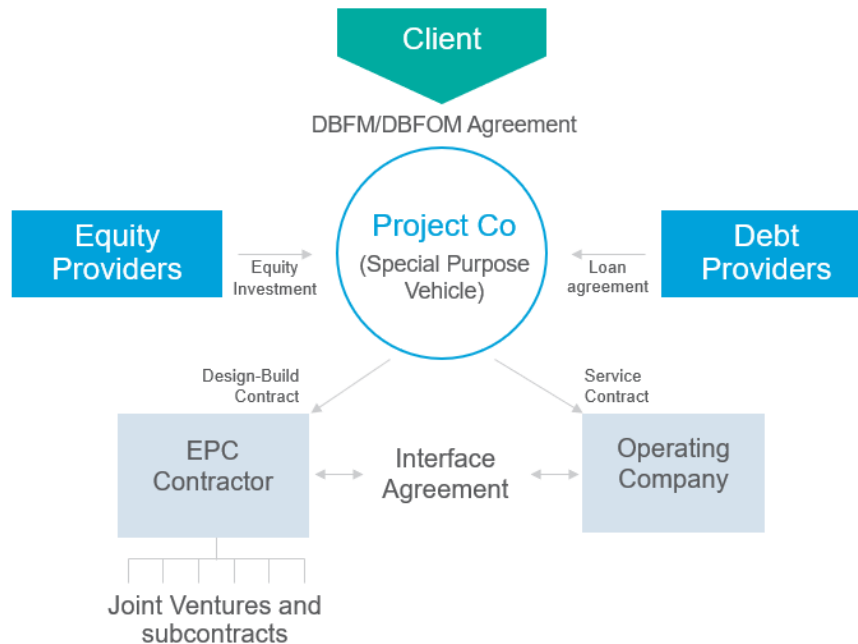 Client
DBFM/DBFOM Agreement
Equity
Providers
Equity
Investment
Project Co
(Special Purpose
Vehicle)
Loan
agreement
Debt
Providers
Design-Build
Contract
Service
Contract
EPC
Contractor
Interface
Agreement
Operating
Company
Joint Ventures and
subcontracts